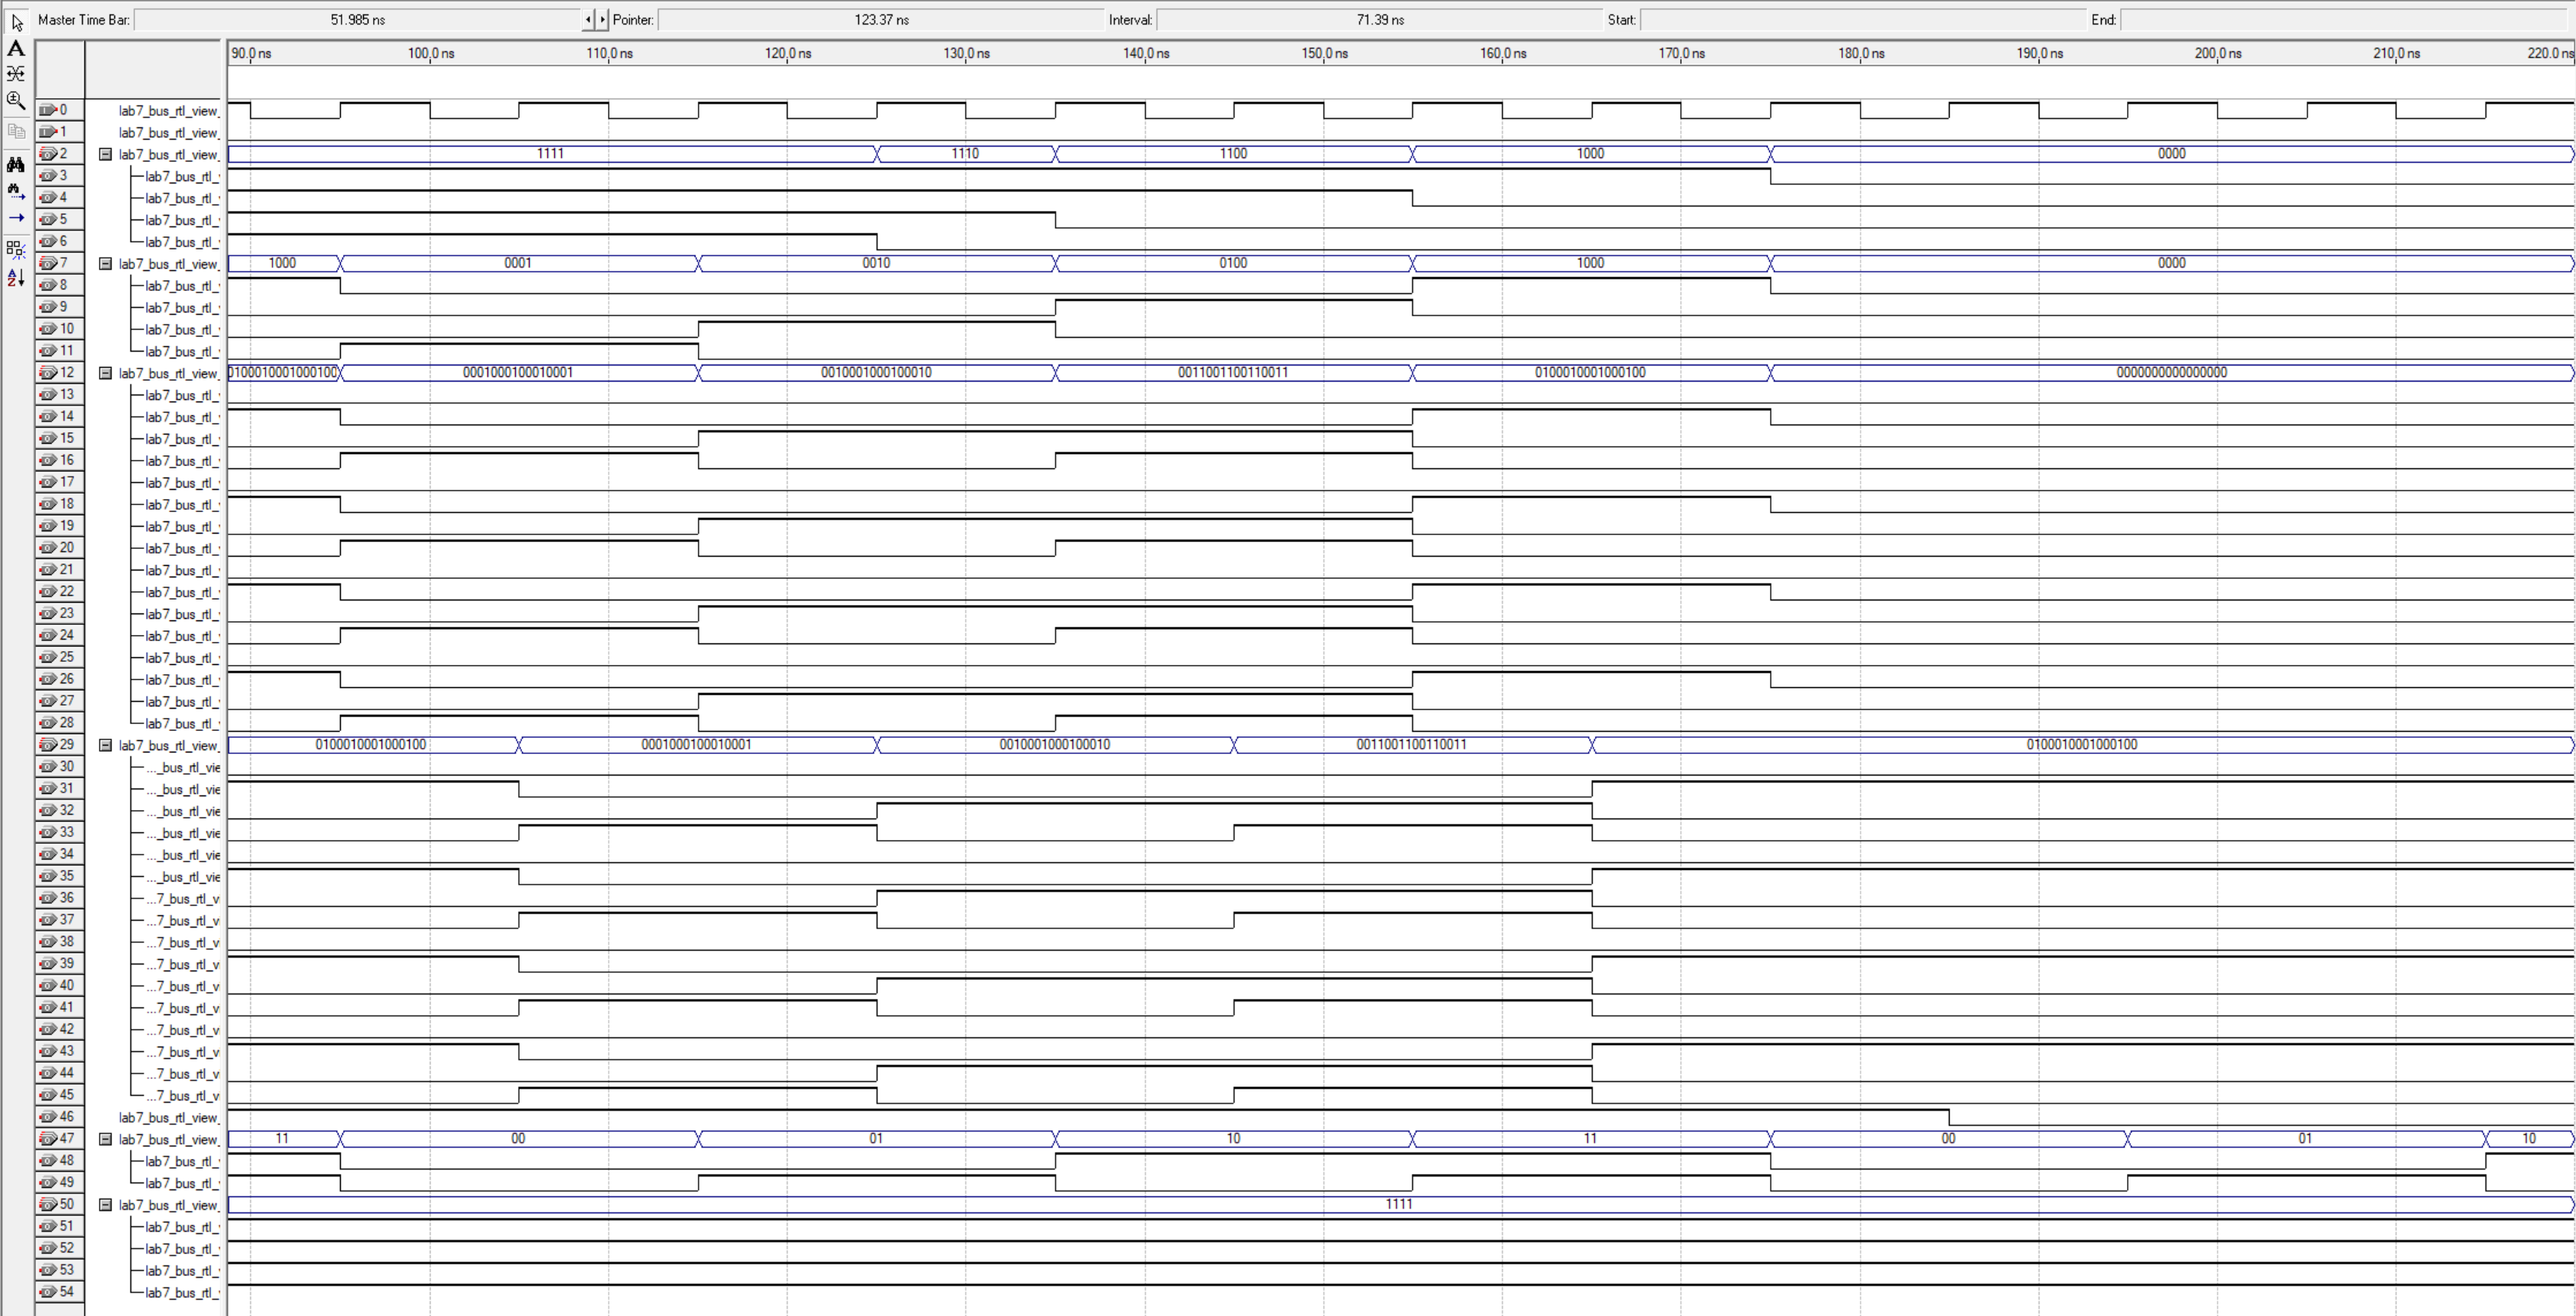 Master Time Bar: 51.985 ns Pointer: 123.37 ns Interval: 71.39 ns Start: End:
90.0 ns 100.0 ns 110.0 ns 120.0 ns 130.0 ns 140.0 ns 150.0 ns 160.0 ns 170.0 ns 180.0 ns 190.0 ns 200.0 ns 210.0 ns 220.0 ns
0 lab7_bus_rtl_view_
1 lab7_bus_rtl_view_
2 lab7_bus_rtl_view_ 1111 1110 1100 1000 0000
3 lab7_bus_rtl_
4 lab7_bus_rtl_
5 lab7_bus_rtl_
6 lab7_bus_rtl_
7 lab7_bus_rtl_view_ 1000 0001 0010 0100 1000 0000
8 lab7_bus_rtl_
9 lab7_bus_rtl_
10 lab7_bus_rtl_
11 lab7_bus_rtl_
12 lab7_bus_rtl_view_ 0100010001000100 0001000100010001 0010001000100010 0011001100110011 0100010001000100 0000000000000000
13 lab7_bus_rtl_
14 lab7_bus_rtl_
15 lab7_bus_rtl_
16 lab7_bus_rtl_
17 lab7_bus_rtl_
18 lab7_bus_rtl_
19 lab7_bus_rtl_
20 lab7_bus_rtl_
21 lab7_bus_rtl_
22 lab7_bus_rtl_
23 lab7_bus_rtl_
24 lab7_bus_rtl_
25 lab7_bus_rtl_
26 lab7_bus_rtl_
27 lab7_bus_rtl_
28 lab7_bus_rtl_
29 lab7_bus_rtl_view_ 0100010001000100 0001000100010001 0010001000100010 0011001100110011 0100010001000100
30 ..._bus_rtl_vie
31 ..._bus_rtl_vie
32 ..._bus_rtl_vie
33 ..._bus_rtl_vie
34 ..._bus_rtl_vie
35 ..._bus_rtl_vie
36 ...7_bus_rtl_v
37 ...7_bus_rtl_v
38 ...7_bus_rtl_v
39 ...7_bus_rtl_v
40 ...7_bus_rtl_v
41 ...7_bus_rtl_v
42 ...7_bus_rtl_v
43 ...7_bus_rtl_v
44 ...7_bus_rtl_v
45 ...7_bus_rtl_v
46 lab7_bus_rtl_view_
47 lab7_bus_rtl_view_ 11 00 01 10 11 00 01 10
48 lab7_bus_rtl_
49 lab7_bus_rtl_
50 lab7_bus_rtl_view_ 1111
51 lab7_bus_rtl_
52 lab7_bus_rtl_
53 lab7_bus_rtl_
54 lab7_bus_rtl_